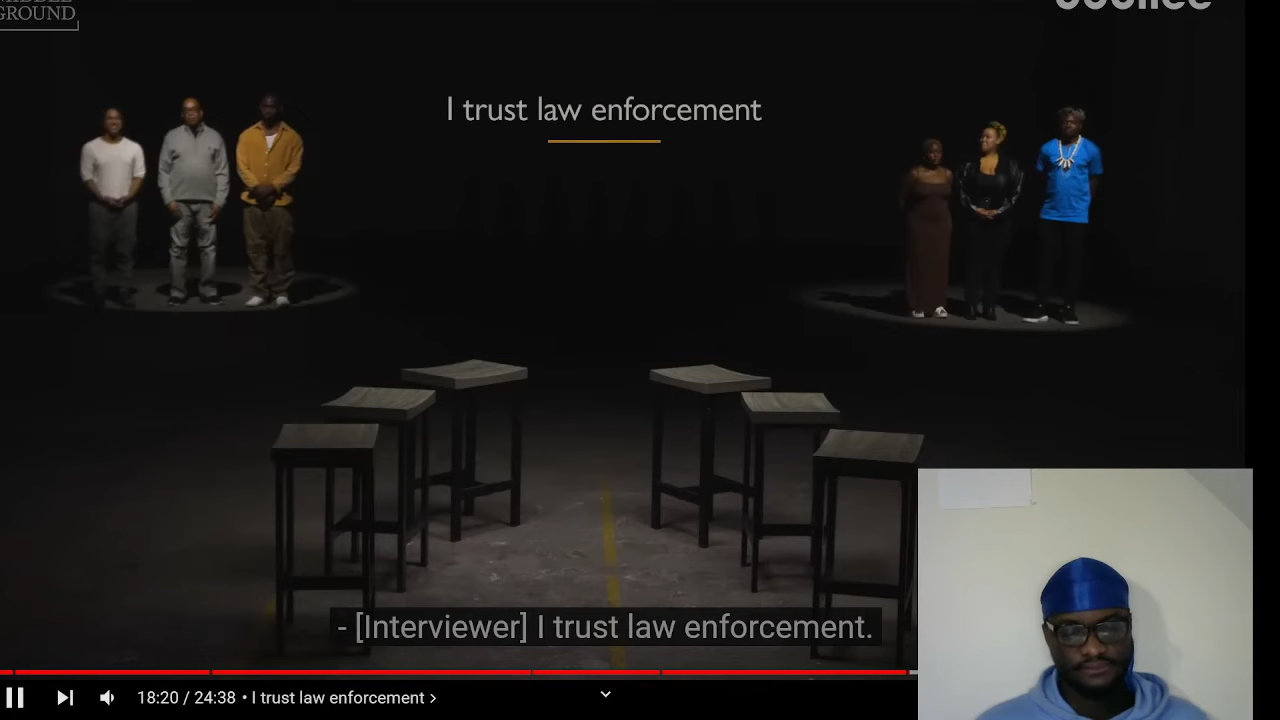 GROUND
I trust law enforcement
- [Interviewer] I trust law enforcement.
18:20 / 24:38 • I trust law enforcement >